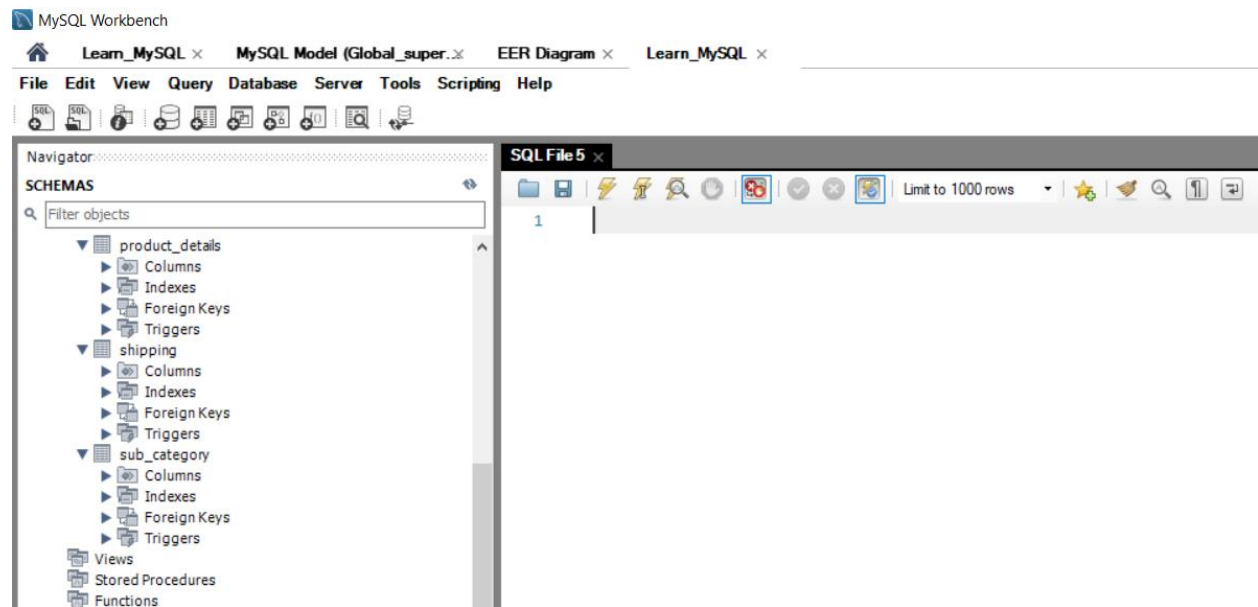 MySQL Workbench
Learn_MySQL × MySQL Model (Global_super..× EER Diagram × Learn_MySQL ×
File Edit View Query Database Server Tools Scripting Help
Navigator
SQL File 5 ×
SCHEMAS
Limit to 1000 rows
Filter objects
1
product_details
Columns
Indexes
Foreign Keys
Triggers
shipping
Columns
Indexes
Foreign Keys
Triggers
sub_category
Columns
Indexes
Foreign Keys
Triggers
Views
Stored Procedures
Functions